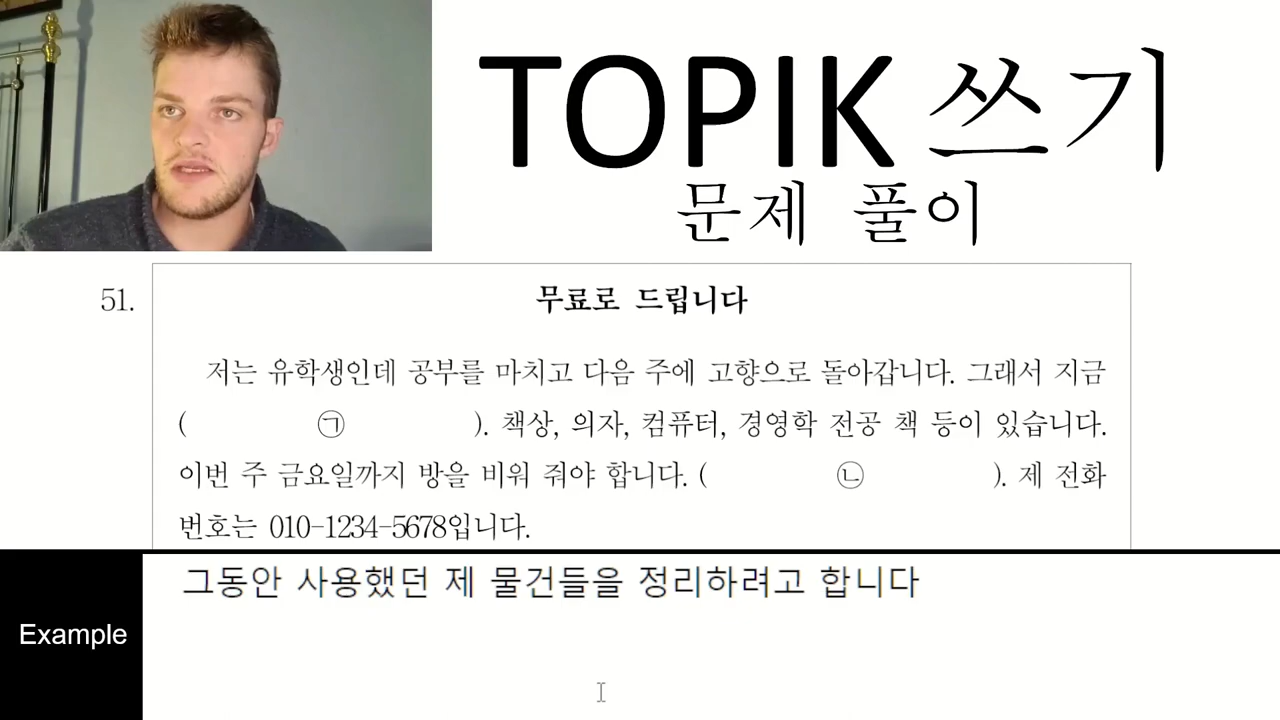 TOPIK 쓰기
문제 풀이
51.
무료로 드립니다
저는 유학생인데 공부를 마치고 다음 주에 고향으로 돌아갑니다. 그래서 지금
( ㉠ ). 책상, 의자, 컴퓨터, 경영학 전공 책 등이 있습니다.
이번 주 금요일까지 방을 비워 줘야 합니다. ( ㉡ ). 제 전화
번호는 010-1234-5678입니다.
그동안 사용했던 제 물건들을 정리하려고 합니다
Example